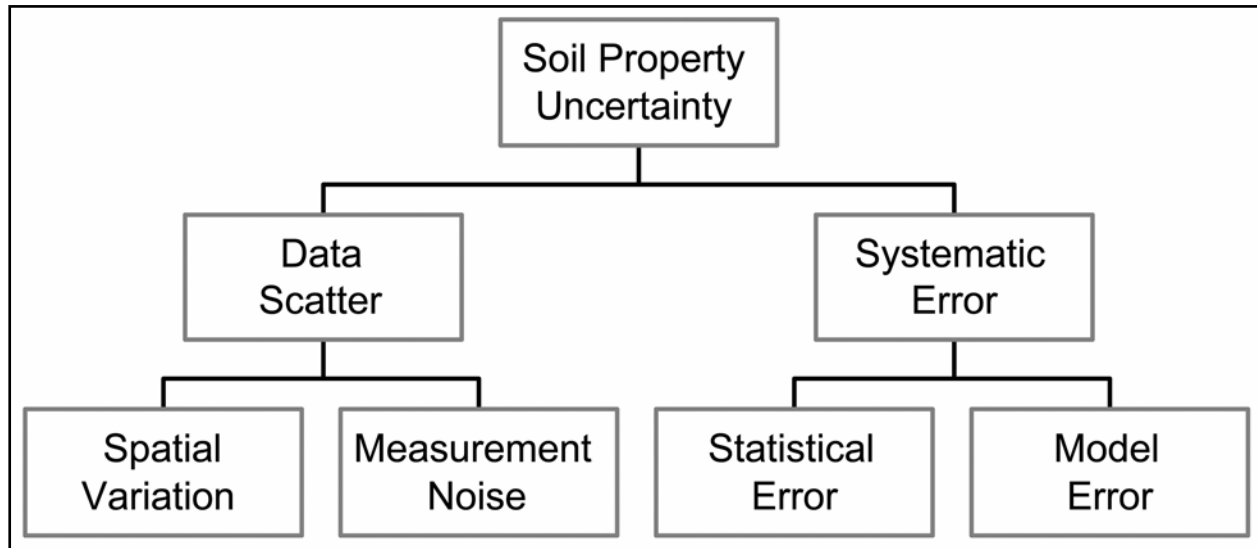 Soil Property
Uncertainty
Data
Scatter
Systematic
Error
Spatial
Variation
Measurement
Noise
Statistical
Error
Model
Error